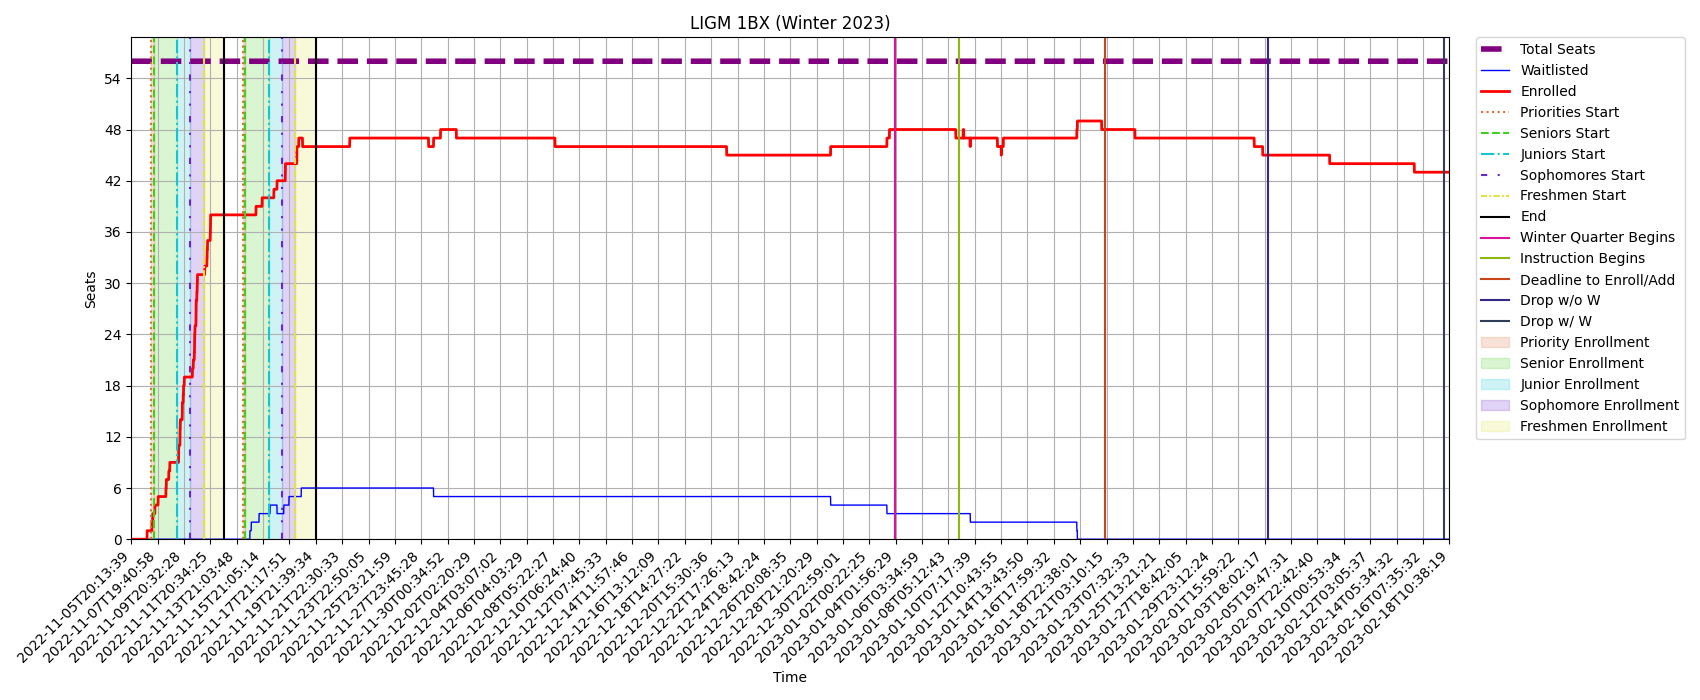 LIGM 1BX (Winter 2023)
Seats
54
48
42
36
30
24
18
12
6
0
2022-11-05T20:13:39
2022-11-07T19:40:58
2022-11-09T20:32:28
2022-11-11T20:34:25
2022-11-13T21:03:48
2022-11-15T21:05:14
2022-11-17T21:17:51
2022-11-19T21:39:34
2022-11-21T22:30:33
2022-11-23T22:50:05
2022-11-25T23:21:59
2022-11-27T23:45:28
2022-11-30T00:34:52
2022-12-02T02:20:29
2022-12-04T03:07:02
2022-12-06T04:03:29
2022-12-08T05:22:27
2022-12-10T06:24:40
2022-12-12T07:45:33
2022-12-14T11:57:46
2022-12-16T13:12:09
2022-12-18T14:27:22
2022-12-20T15:30:36
2022-12-22T17:26:13
2022-12-24T18:42:24
2022-12-26T20:08:35
2022-12-28T21:20:29
2022-12-30T22:59:01
2023-01-02T00:22:25
2023-01-04T01:56:29
2023-01-06T03:34:59
2023-01-08T05:12:43
2023-01-10T07:17:39
2023-01-12T10:43:55
2023-01-14T13:43:50
2023-01-16T17:59:32
2023-01-18T22:38:01
2023-01-21T03:10:15
2023-01-23T07:32:33
2023-01-25T13:21:21
2023-01-27T18:42:05
2023-01-29T23:12:24
2023-02-01T15:59:22
2023-02-03T18:02:17
2023-02-05T19:47:31
2023-02-07T22:42:40
2023-02-10T00:53:34
2023-02-12T03:05:37
2023-02-14T05:34:32
2023-02-16T07:35:32
2023-02-18T10:38:19
Time
Total Seats
Waitlisted
Enrolled
Priorities Start
Seniors Start
Juniors Start
Sophomores Start
Freshmen Start
End
Winter Quarter Begins
Instruction Begins
Deadline to Enroll/Add
Drop w/o W
Drop w/ W
Priority Enrollment
Senior Enrollment
Junior Enrollment
Sophomore Enrollment
Freshmen Enrollment